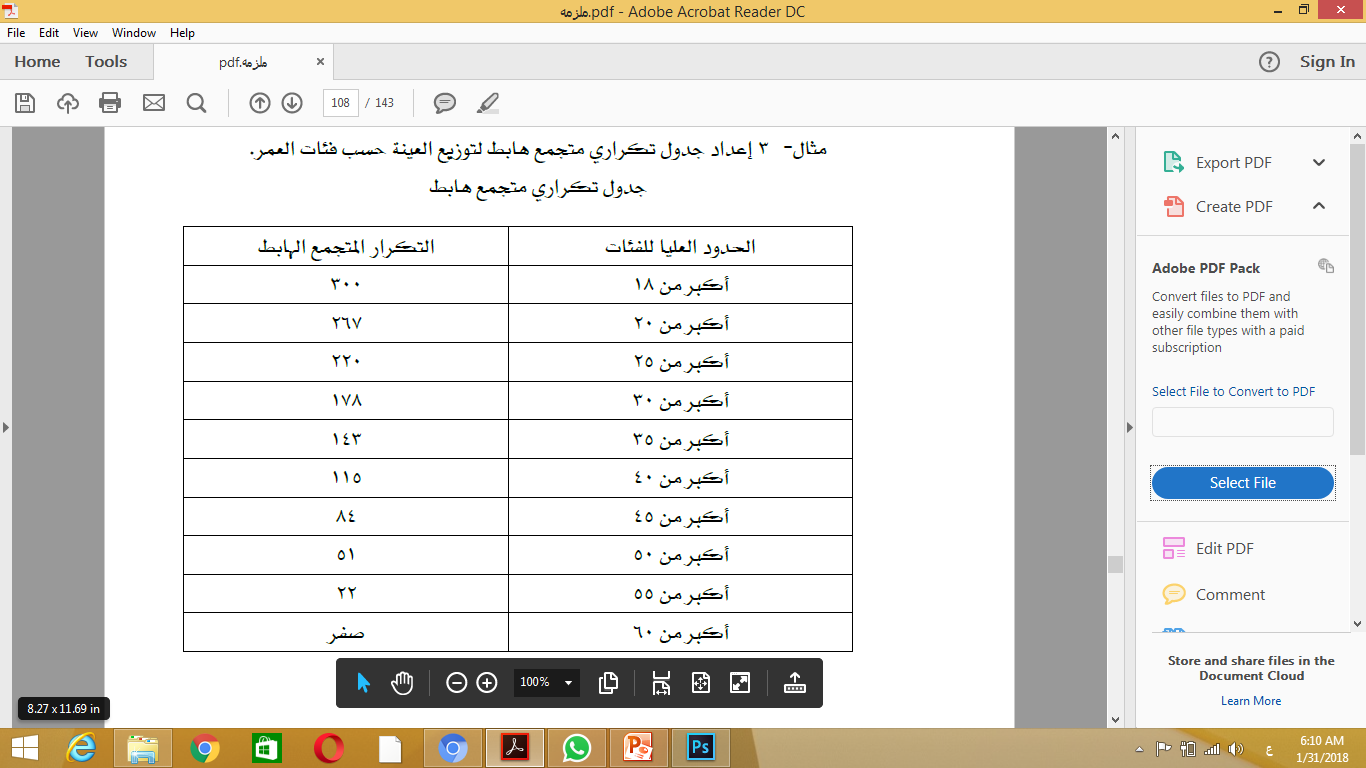 ملزمه.pdf - Adobe Acrobat Reader DC
File Edit View Window Help
Home Tools ملزمه.pdf × ? Sign In
108 / 143
مثال- ٣ إعداد جدول تكراري متجمع هابط لتوزيع العينة حسب فئات العمر.
جدول تكراري متجمع هابط
الحدود العليا للفئات التكرار المتجمع الهابط
أكبر من ١٨ ٣٠٠
أكبر من ٢٠ ٢٦٧
أكبر من ٢٥ ٢٢٠
أكبر من ٣٠ ١٧٨
أكبر من ٣٥ ١٤٣
أكبر من ٤٠ ١١٥
أكبر من ٤٥ ٨٤
أكبر من ٥٠ ٥١
أكبر من ٥٥ ٢٢
أكبر من ٦٠ صفر
100%
8.27 x 11.69 in
Export PDF
Create PDF
Adobe PDF Pack
Convert files to PDF and
easily combine them with
other file types with a paid
subscription
Select File to Convert to PDF
Select File
Edit PDF
Comment
Store and share files in the
Document Cloud
Learn More
Ps
ع
6:10 AM
1/31/2018